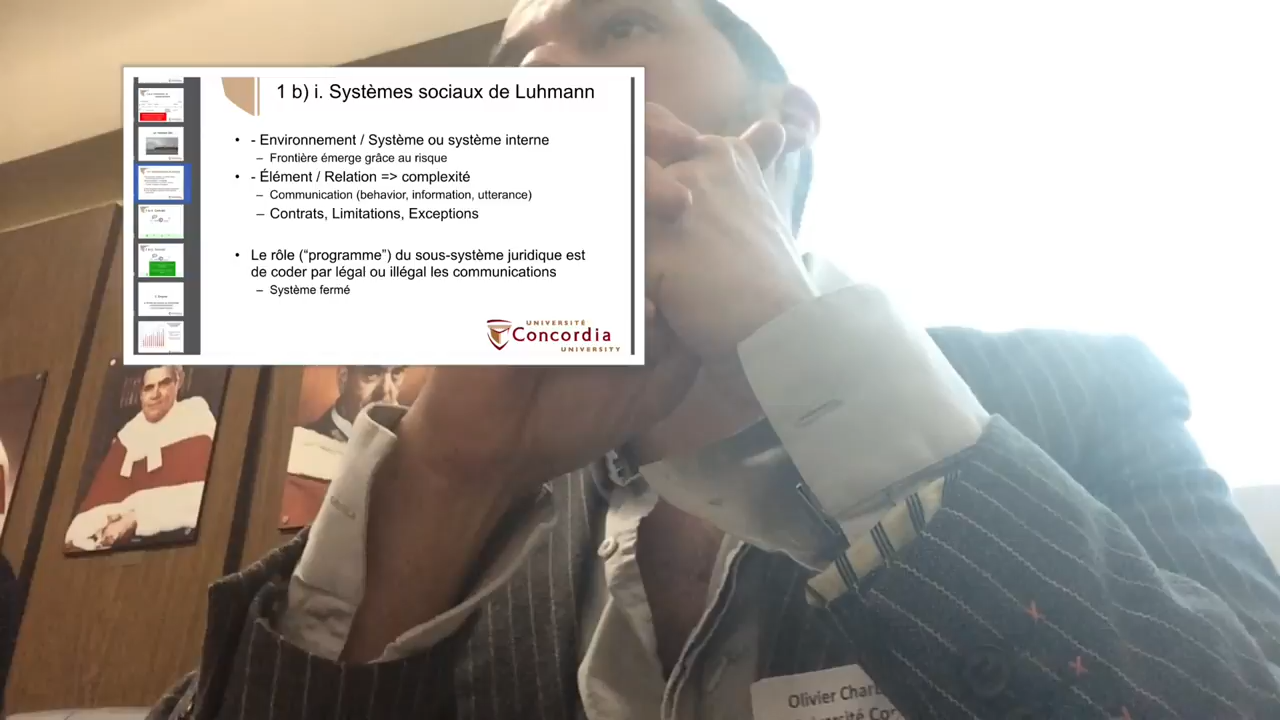 1 b) i. Systèmes sociaux de Luhmann
• - Environnement / Système ou système interne
– Frontière émerge grâce au risque
• - Élément / Relation => complexité
– Communication (behavior, information, utterance)
– Contrats, Limitations, Exceptions
• Le rôle (“programme”) du sous-système juridique est
de coder par légal ou illégal les communications
– Système fermé
UNIVERSITÉ
Concordia
UNIVERSITY
Olivier